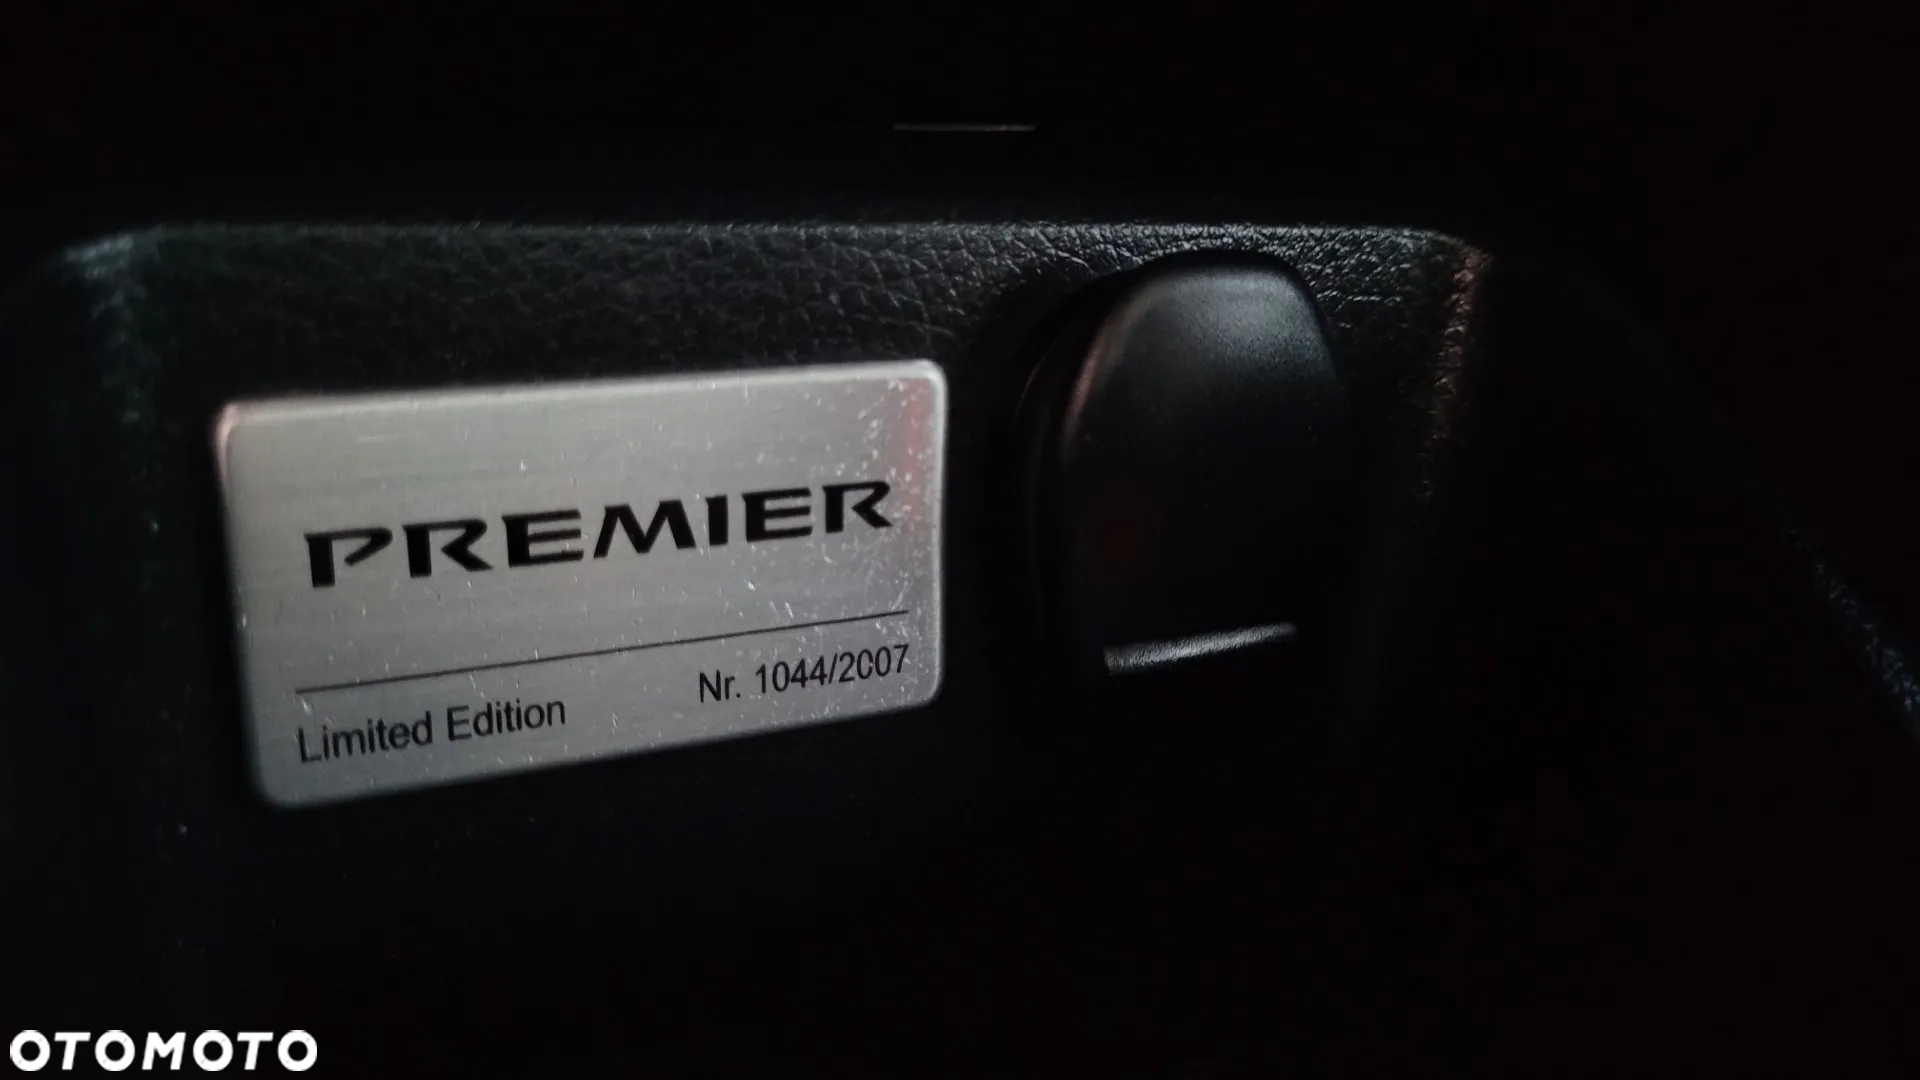 PREMIER
Limited Edition Nr. 1044/2007
OTOMOTO